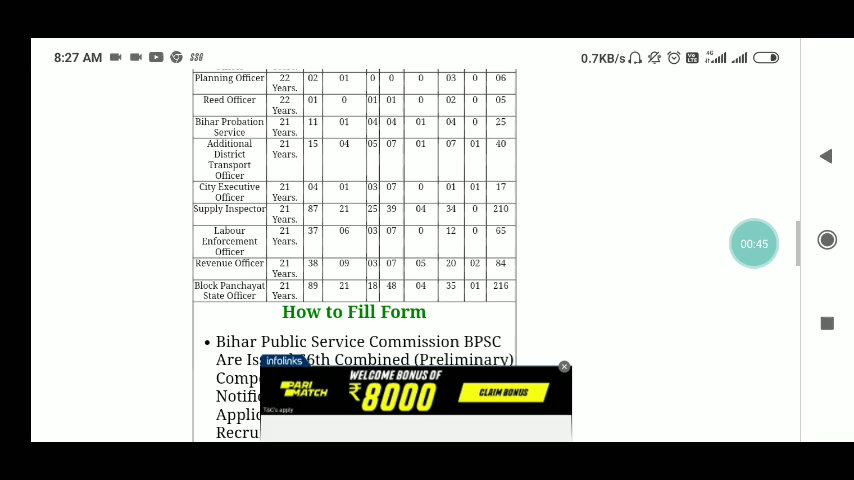 8:27 AM SSG 0.7KB/s 4G
Planning Officer 22 Years. 02 01 0 0 0 03 0 06
Reed Officer 22 Years. 01 0 01 01 0 02 0 05
Bihar Probation Service 21 Years. 11 01 04 04 01 04 0 25
Additional District Transport Officer 21 Years. 15 04 05 07 01 07 01 40
City Executive Officer 21 Years. 04 01 03 07 0 01 01 17
Supply Inspector 21 Years. 87 21 25 39 04 34 0 210
Labour Enforcement Officer 21 Years. 37 06 03 07 0 12 0 65
Revenue Officer 21 Years. 38 09 03 07 05 20 02 84
Block Panchayat State Officer 21 Years. 89 21 18 48 04 35 01 216
00:45
How to Fill Form
• Bihar Public Service Commission BPSC
Are Is 6th Combined (Preliminary)
Comp
Notific
Applic
Recru
infolinks
PARI MATCH
T&C's apply
WELCOME BONUS OF
₹8000
CLAIM BONUS